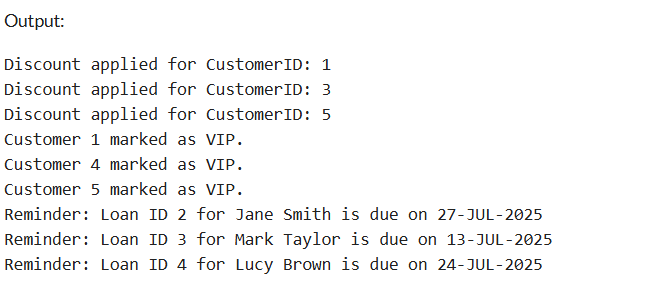 Output:
Discount applied for CustomerID: 1
Discount applied for CustomerID: 3
Discount applied for CustomerID: 5
Customer 1 marked as VIP.
Customer 4 marked as VIP.
Customer 5 marked as VIP.
Reminder: Loan ID 2 for Jane Smith is due on 27-JUL-2025
Reminder: Loan ID 3 for Mark Taylor is due on 13-JUL-2025
Reminder: Loan ID 4 for Lucy Brown is due on 24-JUL-2025